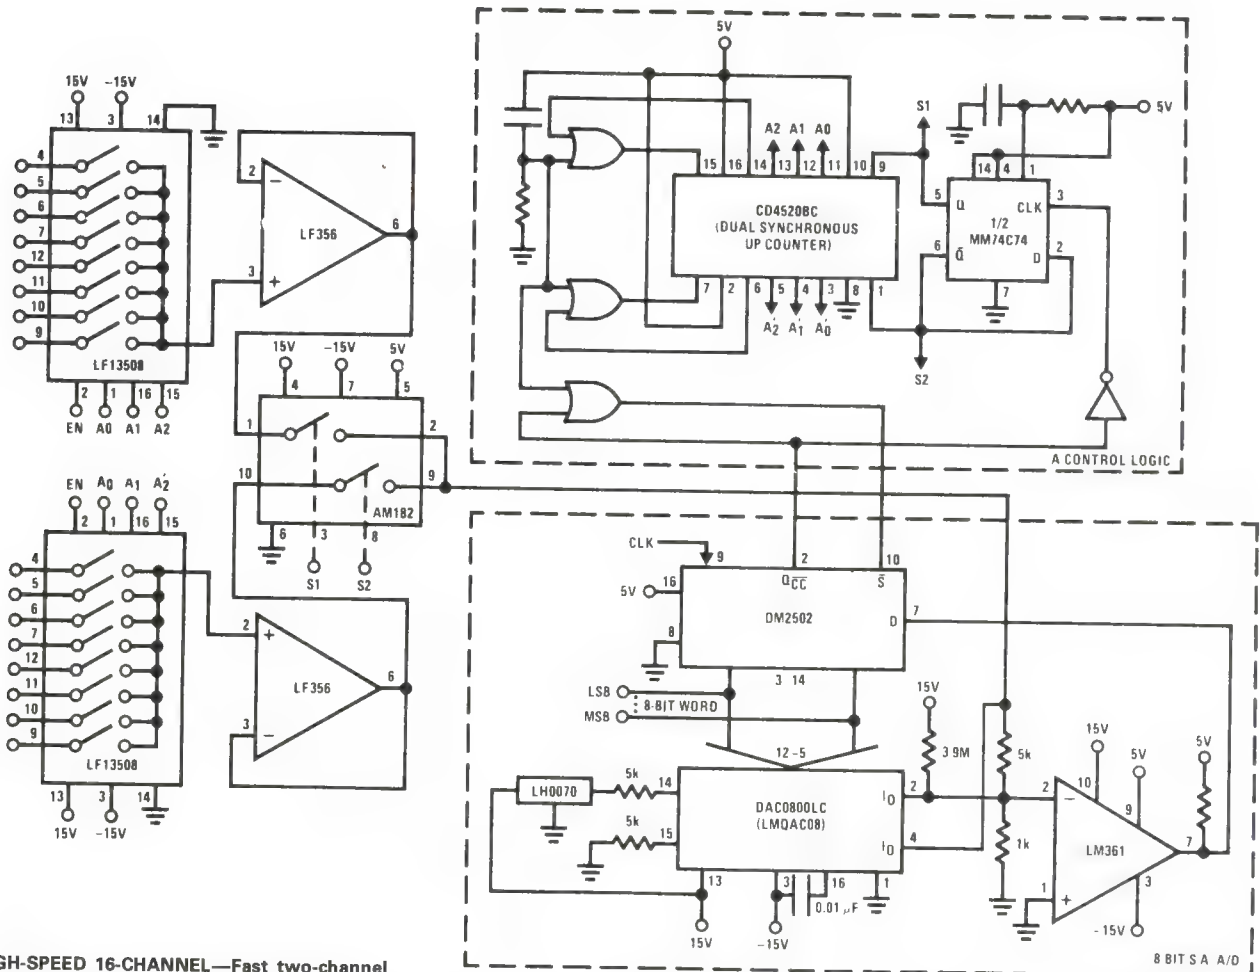 5V
16V -15V
13 3 14
4
5
6
7
12
11
10
9
LF13508
2 1 16 15
EN A0 A1 A2
2
3
LF356
6
15V -15V 5V
4 7 5
1 2
10 9
AM182
6 3 8
S1 S2
EN A0 A1 A'2
2 1 16 15
4
5
6
7
12
11
10
9
LF13508
13 3 14
15V -15V
2
3
LF356
6
A2 A1 A0
15 16 14 13 12 11 10 9
CD4520BC
(DUAL SYNCHRONOUS
UP COUNTER)
7 2 6 5 4 3 8 1
A'2 A'1 A'0
S1
S2
5V
14 4 1
5 Q CLK 3
1/2
MM74C74
6 Q̄ D 2
7
A CONTROL LOGIC
CLK
9 2 10
16 QC̅C̅ S̅
5V
DM2502
D 7
8
3 14
LSB
8-BIT WORD
MSB
12-5
LH0070
5k
14
5k
15
DAC0800LC
(LMQAC08)
IO 2
IO 4
13 3 16 1
0.01 μF
15V -15V
15V
3 9M
5k
1k
15V
5V
5V
2 10 9
LM361
7
1 3
-15V
8 BIT S A A/D
GH-SPEED 16-CHANNEL—Fast two-channel